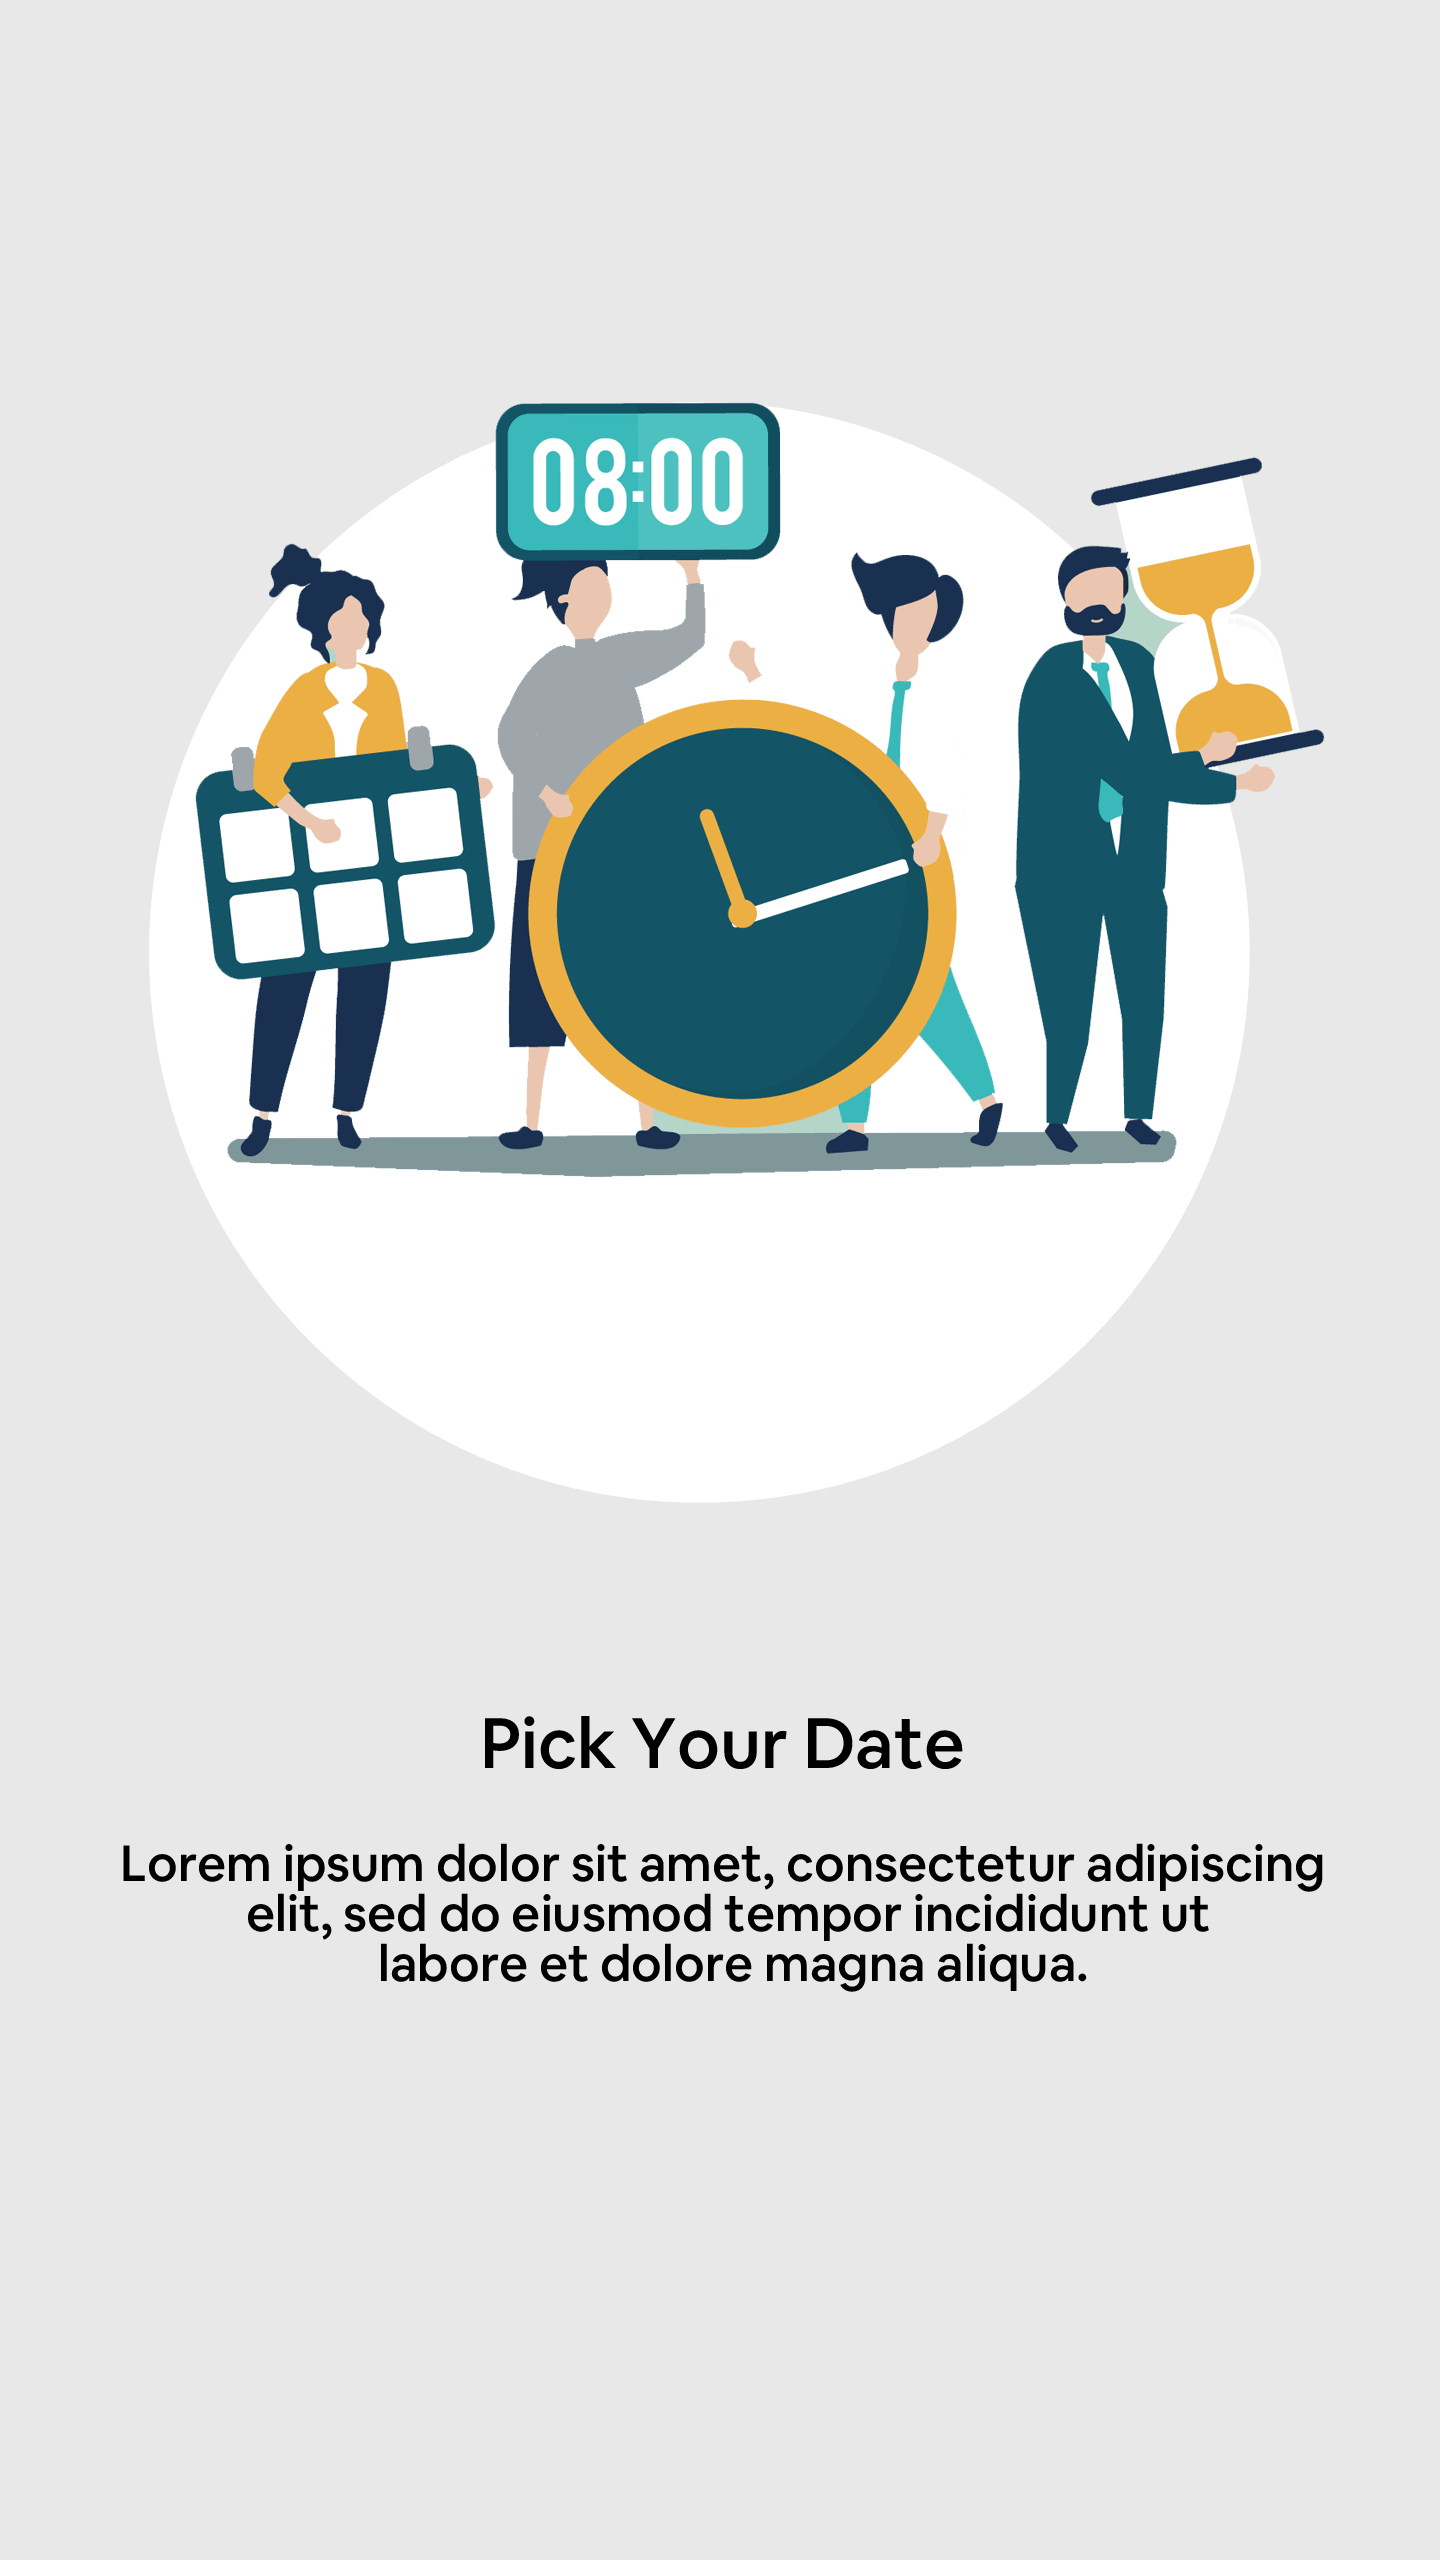 08:00
Pick Your Date
Lorem ipsum dolor sit amet, consectetur adipiscing
elit, sed do eiusmod tempor incididunt ut
labore et dolore magna aliqua.